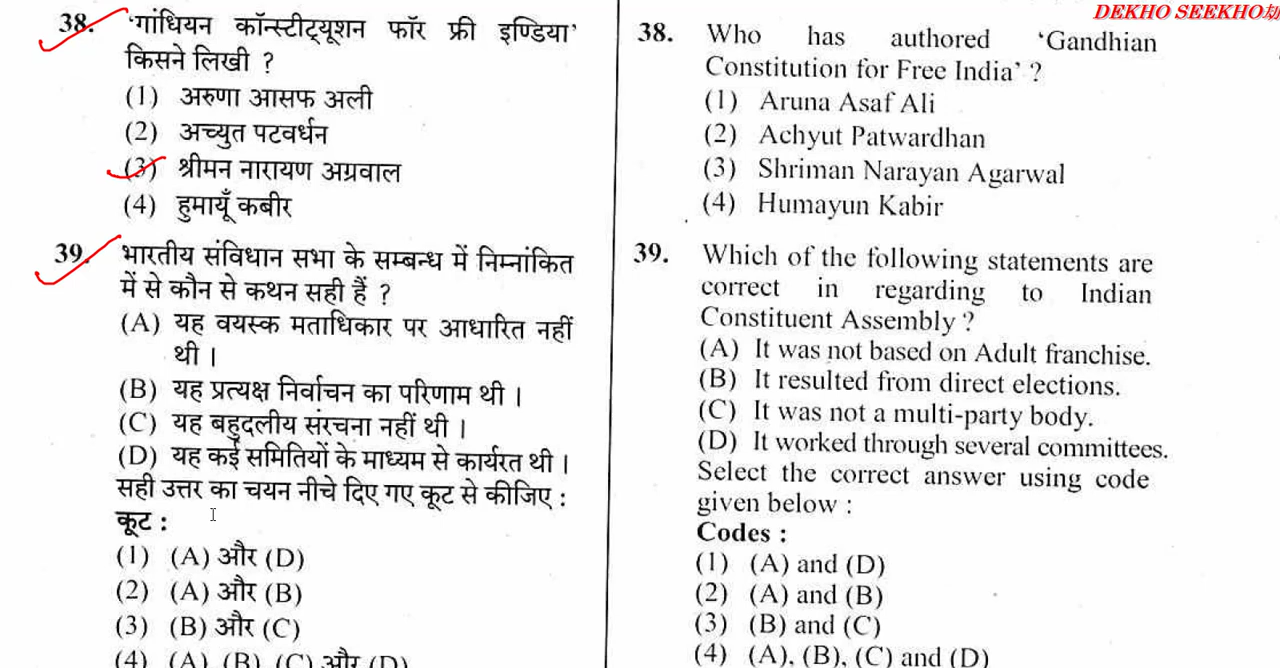 DEKHO SEEKHO
38. 'गांधियन कॉन्स्टीट्यूशन फॉर फ्री इण्डिया'
किसने लिखी ?
(1) अरुणा आसफ अली
(2) अच्युत पटवर्धन
(3) श्रीमन नारायण अग्रवाल
(4) हुमायूँ कबीर
39. भारतीय संविधान सभा के सम्बन्ध में निम्नांकित
में से कौन से कथन सही हैं ?
(A) यह वयस्क मताधिकार पर आधारित नहीं
थी ।
(B) यह प्रत्यक्ष निर्वाचन का परिणाम थी ।
(C) यह बहुदलीय संरचना नहीं थी ।
(D) यह कई समितियों के माध्यम से कार्यरत थी ।
सही उत्तर का चयन नीचे दिए गए कूट से कीजिए :
कूट :
(1) (A) और (D)
(2) (A) और (B)
(3) (B) और (C)
(4) (A), (B), (C) और (D)
38. Who has authored 'Gandhian
Constitution for Free India' ?
(1) Aruna Asaf Ali
(2) Achyut Patwardhan
(3) Shriman Narayan Agarwal
(4) Humayun Kabir
39. Which of the following statements are
correct in regarding to Indian
Constituent Assembly ?
(A) It was not based on Adult franchise.
(B) It resulted from direct elections.
(C) It was not a multi-party body.
(D) It worked through several committees.
Select the correct answer using code
given below :
Codes :
(1) (A) and (D)
(2) (A) and (B)
(3) (B) and (C)
(4) (A), (B), (C) and (D)